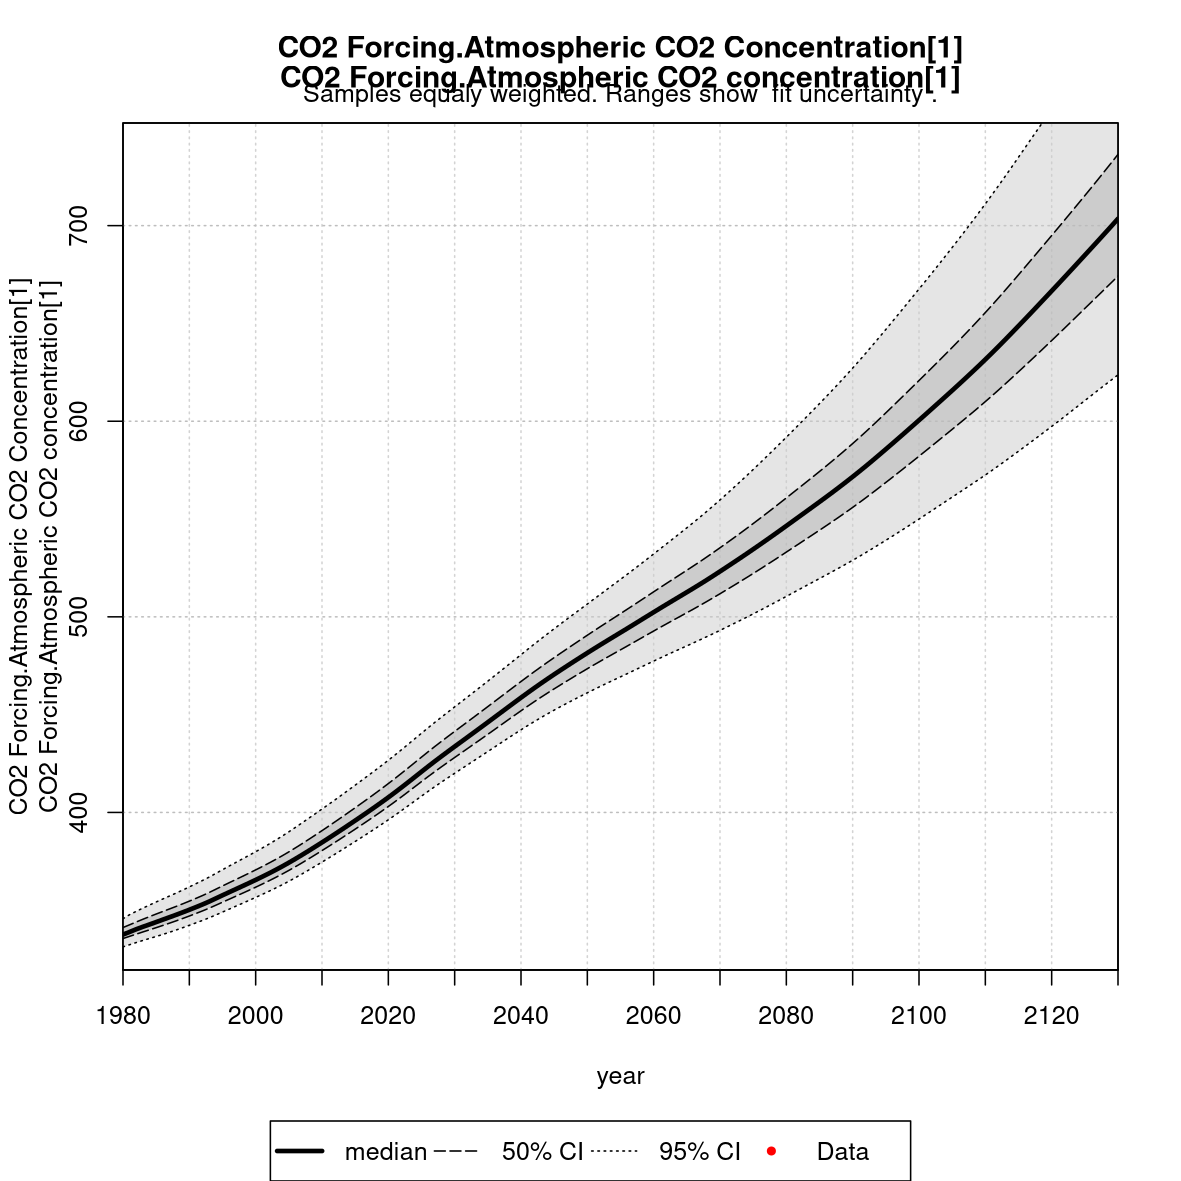 CO2 Forcing.Atmospheric CO2 Concentration[1]
CO2 Forcing.Atmospheric CO2 concentration[1]
Samples equaly weighted. Ranges show  fit uncertainty .
CO2 Forcing.Atmospheric CO2 Concentration[1]
CO2 Forcing.Atmospheric CO2 concentration[1]
700
600
500
400
1980 2000 2020 2040 2060 2080 2100 2120
year
median 50% CI 95% CI Data